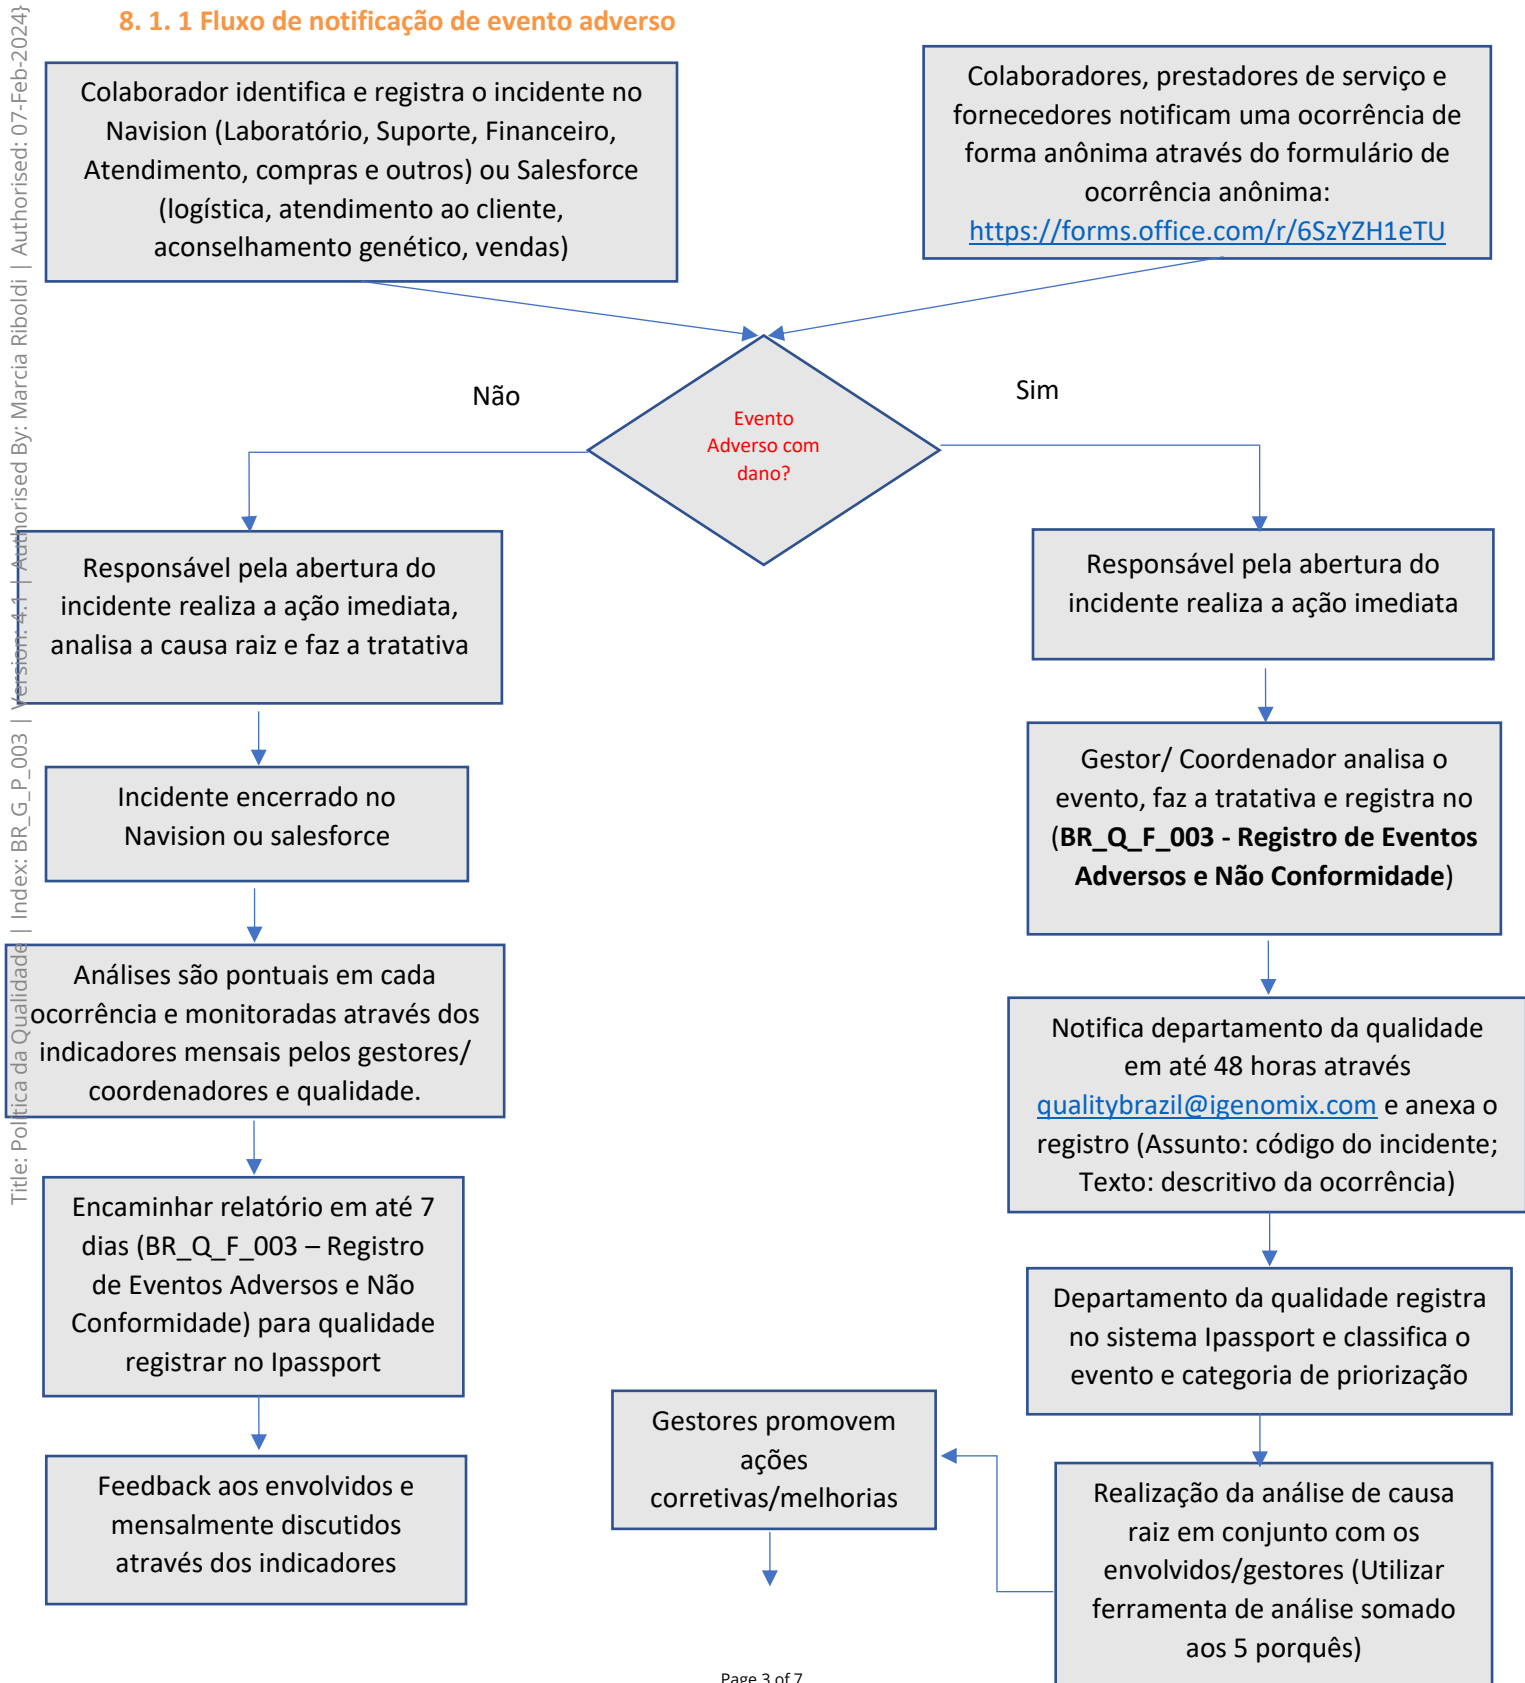 8. 1. 1 Fluxo de notificação de evento adverso
Colaborador identifica e registra o incidente no
Navision (Laboratório, Suporte, Financeiro,
Atendimento, compras e outros) ou Salesforce
(logística, atendimento ao cliente,
aconselhamento genético, vendas)
Colaboradores, prestadores de serviço e
fornecedores notificam uma ocorrência de
forma anônima através do formulário de
ocorrência anônima:
https://forms.office.com/r/6SzYZH1eTU
Evento
Adverso com
dano?
Não
Sim
Responsável pela abertura do
incidente realiza a ação imediata,
analisa a causa raiz e faz a tratativa
Incidente encerrado no
Navision ou salesforce
Análises são pontuais em cada
ocorrência e monitoradas através dos
indicadores mensais pelos gestores/
coordenadores e qualidade.
Encaminhar relatório em até 7
dias (BR_Q_F_003 – Registro
de Eventos Adversos e Não
Conformidade) para qualidade
registrar no Ipassport
Feedback aos envolvidos e
mensalmente discutidos
através dos indicadores
Responsável pela abertura do
incidente realiza a ação imediata
Gestor/ Coordenador analisa o
evento, faz a tratativa e registra no
(BR_Q_F_003 - Registro de Eventos
Adversos e Não Conformidade)
Notifica departamento da qualidade
em até 48 horas através
qualitybrazil@igenomix.com e anexa o
registro (Assunto: código do incidente;
Texto: descritivo da ocorrência)
Departamento da qualidade registra
no sistema Ipassport e classifica o
evento e categoria de priorização
Realização da análise de causa
raiz em conjunto com os
envolvidos/gestores (Utilizar
ferramenta de análise somado
aos 5 porquês)
Gestores promovem
ações
corretivas/melhorias
Page 3 of 7
Title: Política da Qualidade | Index: BR_G_P_003 | Version: 4.1 | Authorised By: Marcia Riboldi | Authorised: 07-Feb-2024}